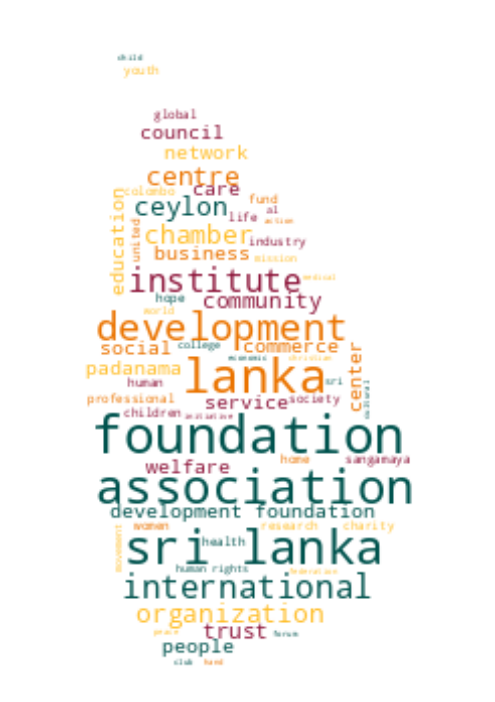 child
youth
global
council
network
centre
colombo care
education
ceylon fund
life al
united action
chamber industry
business mission
institute medical
hope community
world
development
social college commerce
economic christian
padanama lanka center
human sri cultural
professional service society
children initiative
foundation
welfare home sangamaya
association
development foundation
movement women research charity
sri lanka
health
human rights federation
international
organization
peace trust forum
people
club hand